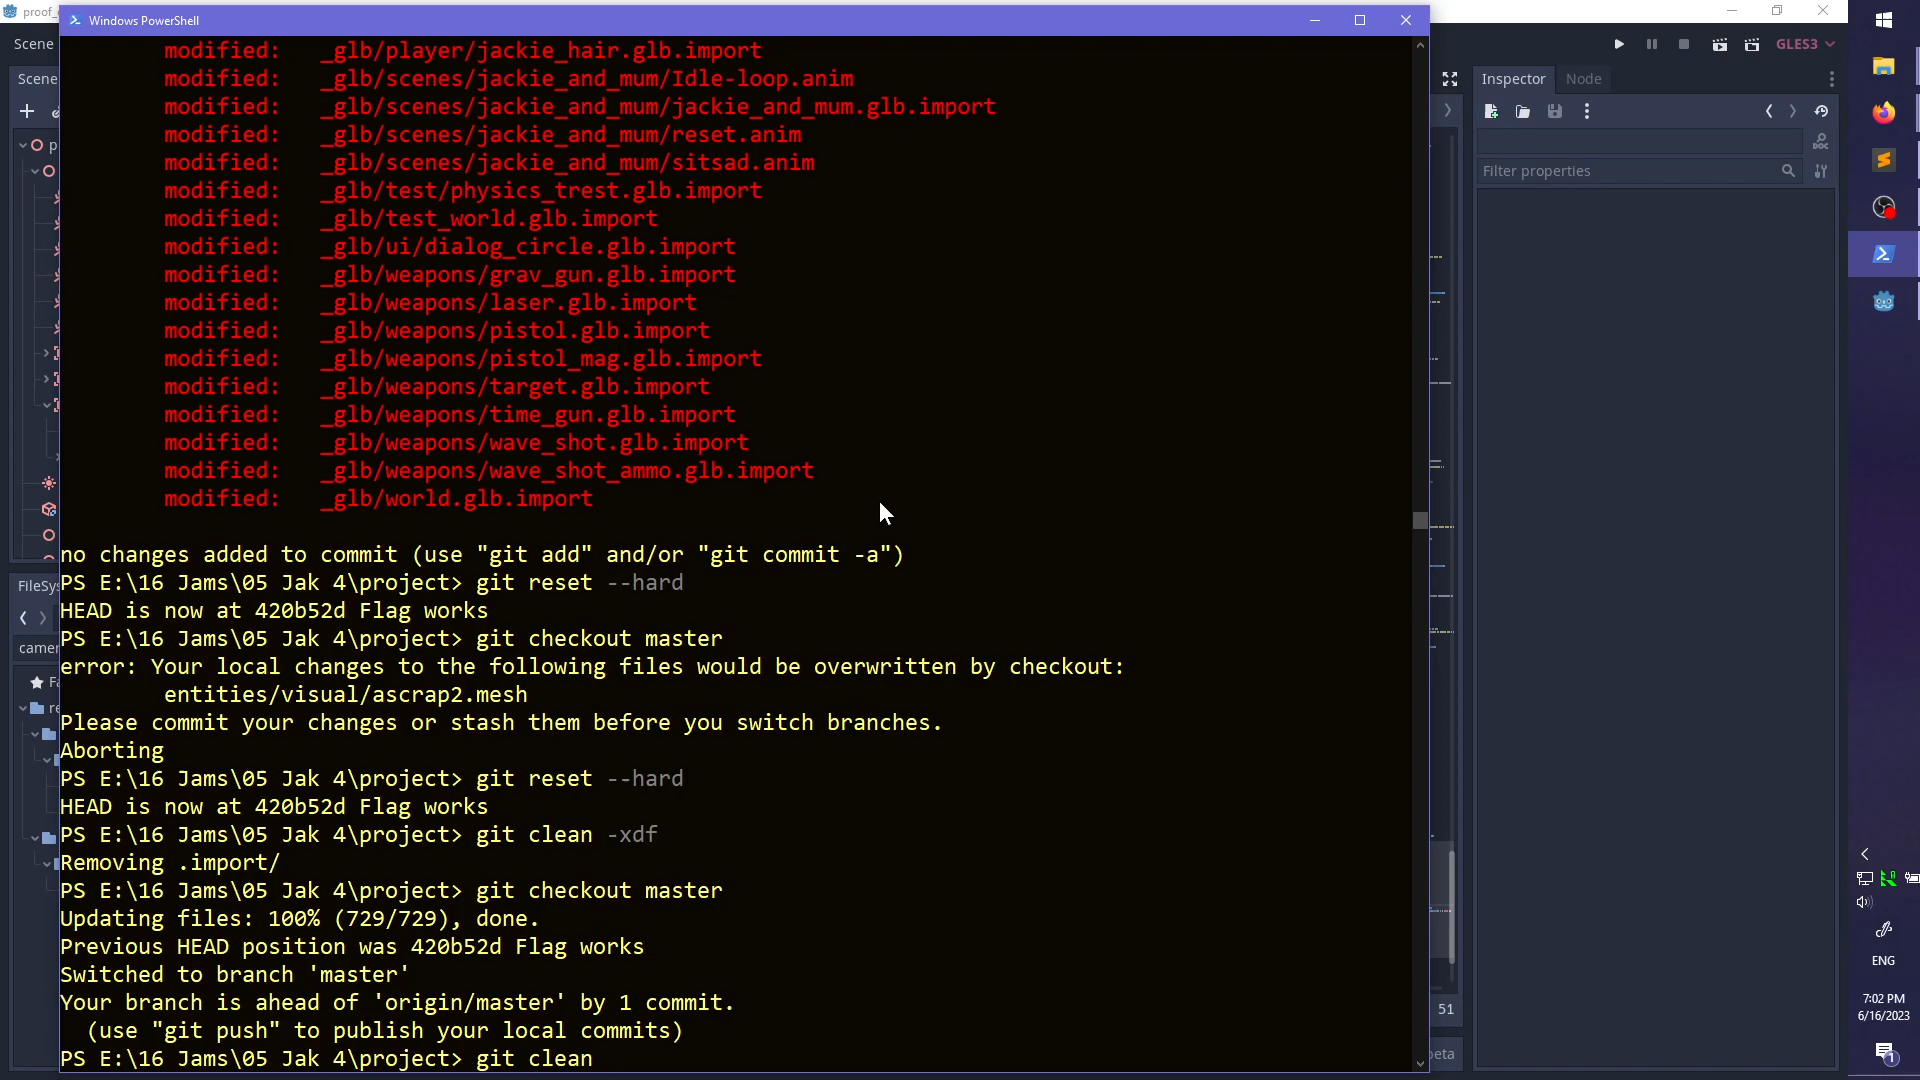 proof_
Windows PowerShell
Scene
GLES3
Scene
Inspector
Node
Filter properties
FileSy
modified: _glb/player/jackie_hair.glb.import
modified: _glb/scenes/jackie_and_mum/Idle-loop.anim
modified: _glb/scenes/jackie_and_mum/jackie_and_mum.glb.import
modified: _glb/scenes/jackie_and_mum/reset.anim
modified: _glb/scenes/jackie_and_mum/sitsad.anim
modified: _glb/test/physics_trest.glb.import
modified: _glb/test_world.glb.import
modified: _glb/ui/dialog_circle.glb.import
modified: _glb/weapons/grav_gun.glb.import
modified: _glb/weapons/laser.glb.import
modified: _glb/weapons/pistol.glb.import
modified: _glb/weapons/pistol_mag.glb.import
modified: _glb/weapons/target.glb.import
modified: _glb/weapons/time_gun.glb.import
modified: _glb/weapons/wave_shot.glb.import
modified: _glb/weapons/wave_shot_ammo.glb.import
modified: _glb/world.glb.import
no changes added to commit (use "git add" and/or "git commit -a")
PS E:\16 Jams\05 Jak 4\project> git reset --hard
HEAD is now at 420b52d Flag works
PS E:\16 Jams\05 Jak 4\project> git checkout master
error: Your local changes to the following files would be overwritten by checkout:
entities/visual/ascrap2.mesh
Please commit your changes or stash them before you switch branches.
Aborting
PS E:\16 Jams\05 Jak 4\project> git reset --hard
HEAD is now at 420b52d Flag works
PS E:\16 Jams\05 Jak 4\project> git clean -xdf
Removing .import/
PS E:\16 Jams\05 Jak 4\project> git checkout master
Updating files: 100% (729/729), done.
Previous HEAD position was 420b52d Flag works
Switched to branch 'master'
Your branch is ahead of 'origin/master' by 1 commit.
(use "git push" to publish your local commits)
PS E:\16 Jams\05 Jak 4\project> git clean
camer
Fa
re
51
beta
ENG
7:02 PM
6/16/2023
1